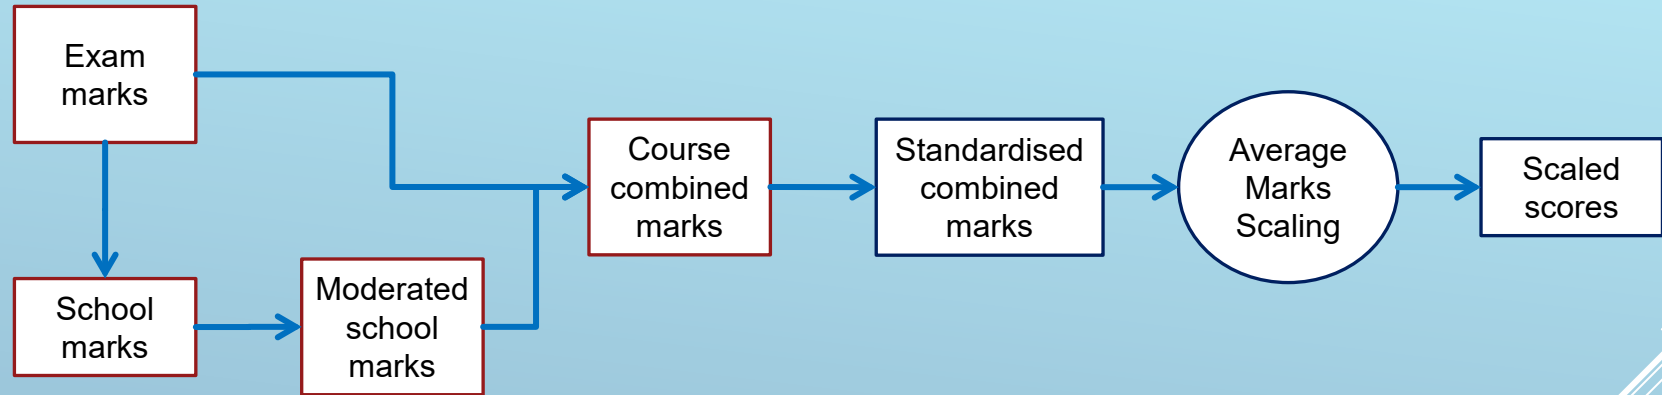 Exam
marks
School
marks
Moderated
school
marks
Course
combined
marks
Standardised
combined
marks
Average
Marks
Scaling
Scaled
scores